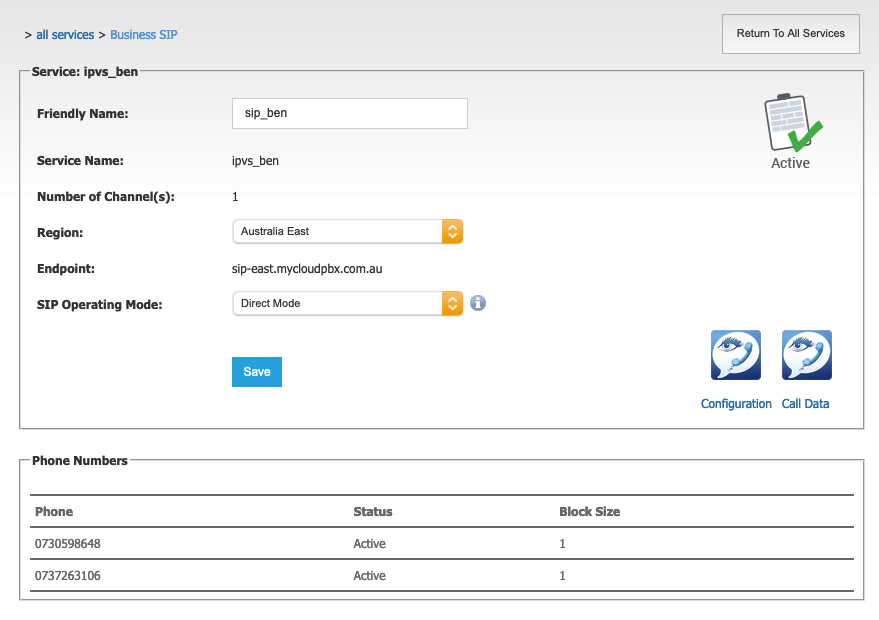 > all services > Business SIP
Return To All Services
Service: ipvs_ben
Friendly Name: sip_ben
Active
Service Name: ipvs_ben
Number of Channel(s): 1
Region: Australia East
Endpoint: sip-east.mycloudpbx.com.au
SIP Operating Mode: Direct Mode
Save
Configuration Call Data
Phone Numbers
Phone Status Block Size
0730598648 Active 1
0737263106 Active 1